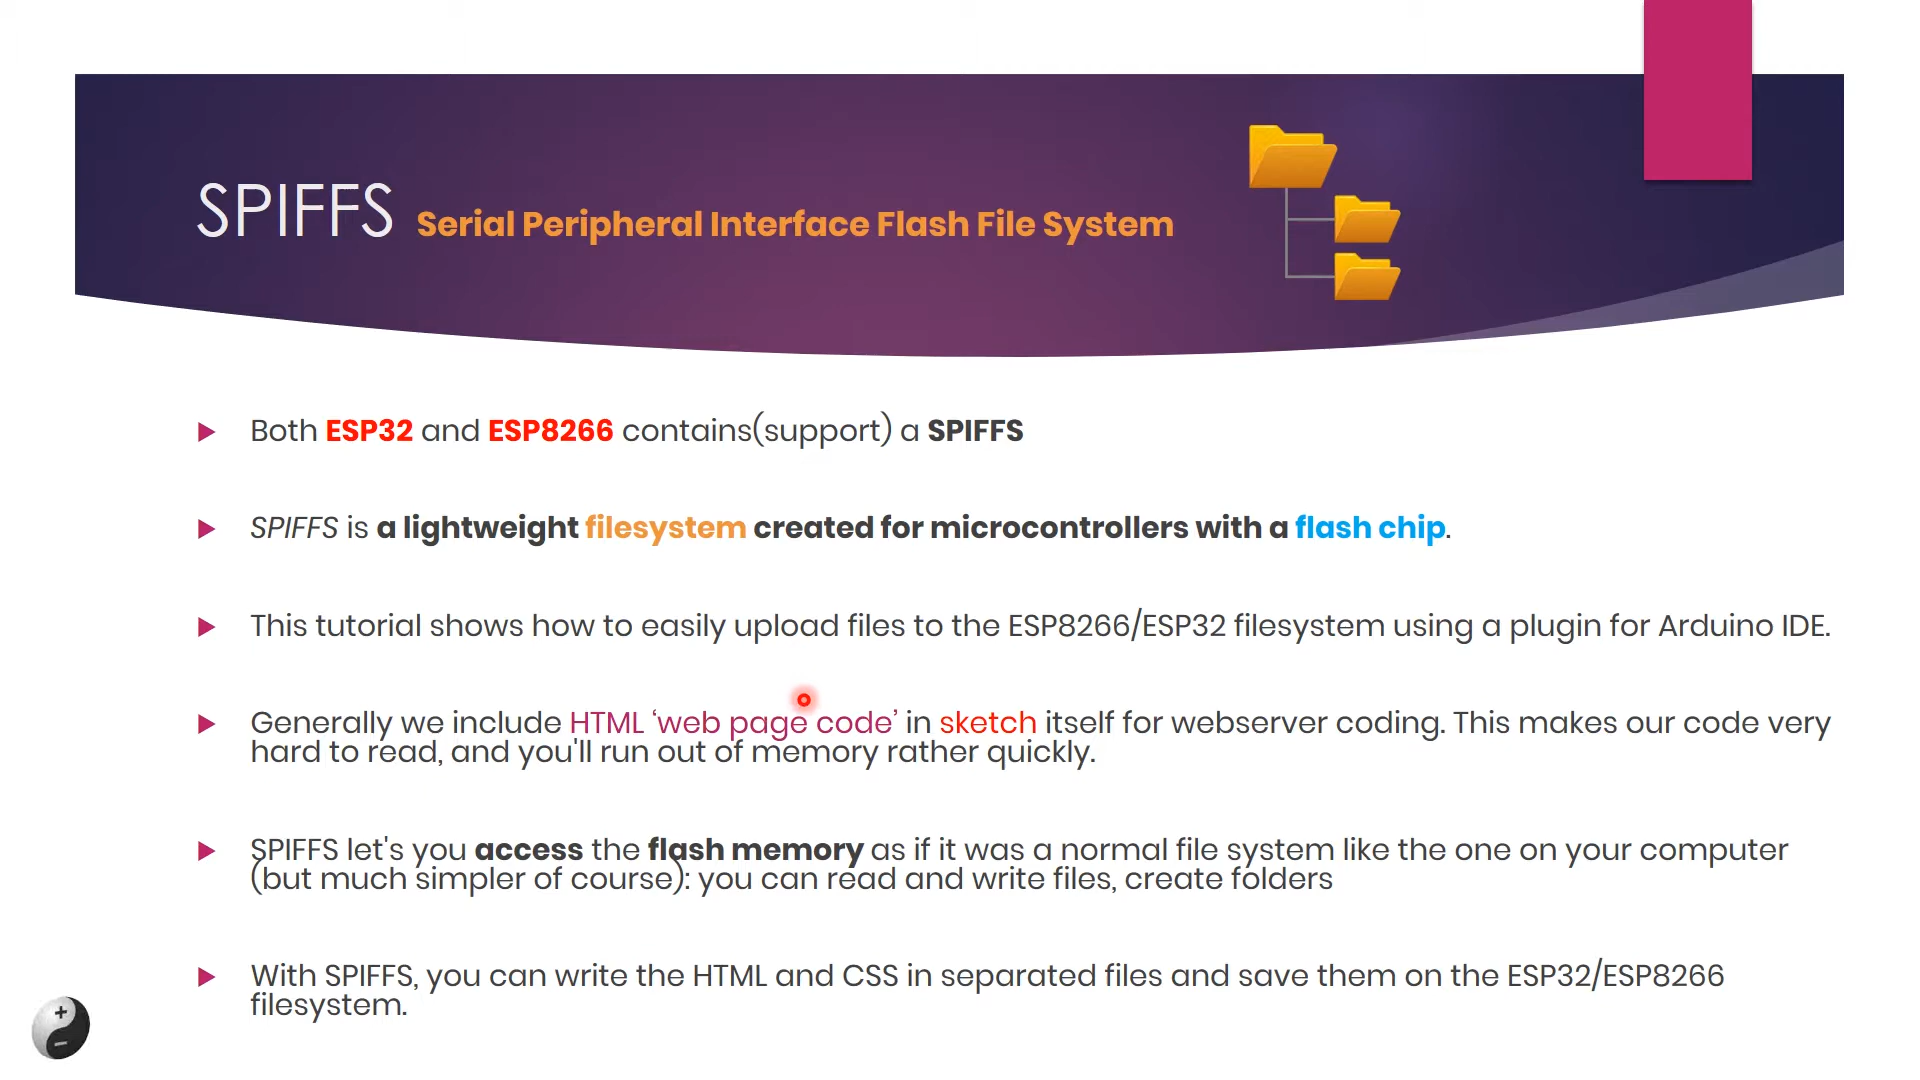 SPIFFS Serial Peripheral Interface Flash File System
Both ESP32 and ESP8266 contains(support) a SPIFFS
SPIFFS is a lightweight filesystem created for microcontrollers with a flash chip.
This tutorial shows how to easily upload files to the ESP8266/ESP32 filesystem using a plugin for Arduino IDE.
Generally we include HTML ‘web page code’ in sketch itself for webserver coding. This makes our code very
hard to read, and you'll run out of memory rather quickly.
SPIFFS let's you access the flash memory as if it was a normal file system like the one on your computer
(but much simpler of course): you can read and write files, create folders
With SPIFFS, you can write the HTML and CSS in separated files and save them on the ESP32/ESP8266
filesystem.
+
−